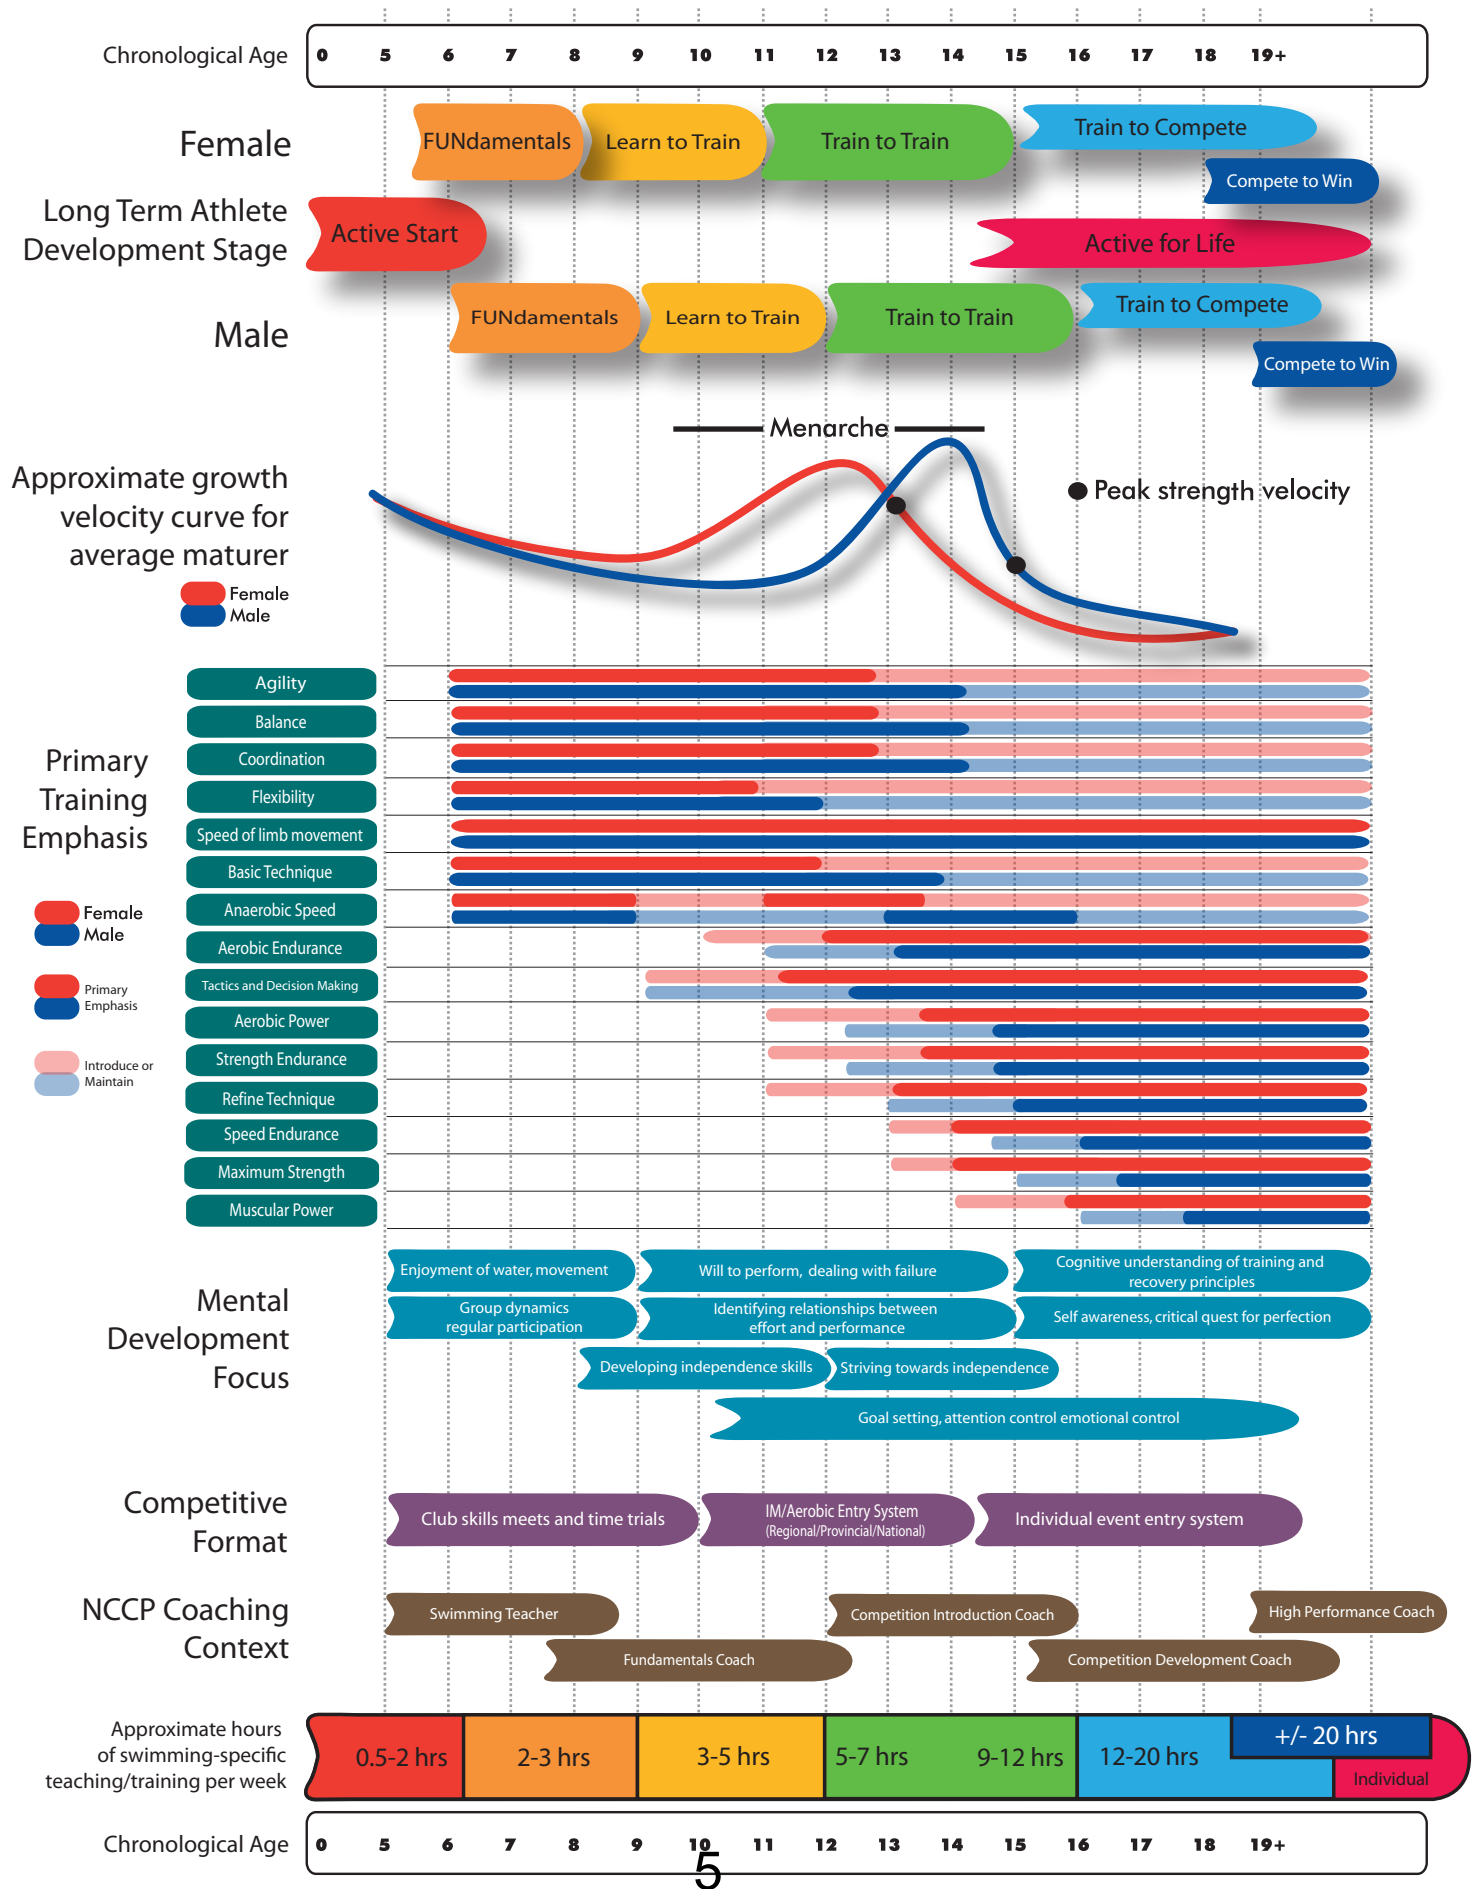 Chronological Age 0 5 6 7 8 9 10 11 12 13 14 15 16 17 18 19+
Female
FUNdamentals
Learn to Train
Train to Train
Train to Compete
Compete to Win
Long Term Athlete
Development Stage
Active Start
Active for Life
Male
FUNdamentals
Learn to Train
Train to Train
Train to Compete
Compete to Win
Menarche
Approximate growth
velocity curve for
average maturer
Peak strength velocity
Female
Male
Primary
Training
Emphasis
Agility
Balance
Coordination
Flexibility
Speed of limb movement
Basic Technique
Anaerobic Speed
Aerobic Endurance
Tactics and Decision Making
Aerobic Power
Strength Endurance
Refine Technique
Speed Endurance
Maximum Strength
Muscular Power
Female
Male
Primary
Emphasis
Introduce or
Maintain
Mental
Development
Focus
Enjoyment of water, movement
Will to perform, dealing with failure
Cognitive understanding of training and
recovery principles
Group dynamics
regular participation
Identifying relationships between
effort and performance
Self awareness, critical quest for perfection
Developing independence skills
Striving towards independence
Goal setting, attention control emotional control
Competitive
Format
Club skills meets and time trials
IM/Aerobic Entry System
(Regional/Provincial/National)
Individual event entry system
NCCP Coaching
Context
Swimming Teacher
Competition Introduction Coach
High Performance Coach
Fundamentals Coach
Competition Development Coach
Approximate hours
of swimming-specific
teaching/training per week
0.5-2 hrs
2-3 hrs
3-5 hrs
5-7 hrs
9-12 hrs
12-20 hrs
+/- 20 hrs
Individual
Chronological Age 0 5 6 7 8 9 10 11 12 13 14 15 16 17 18 19+
5